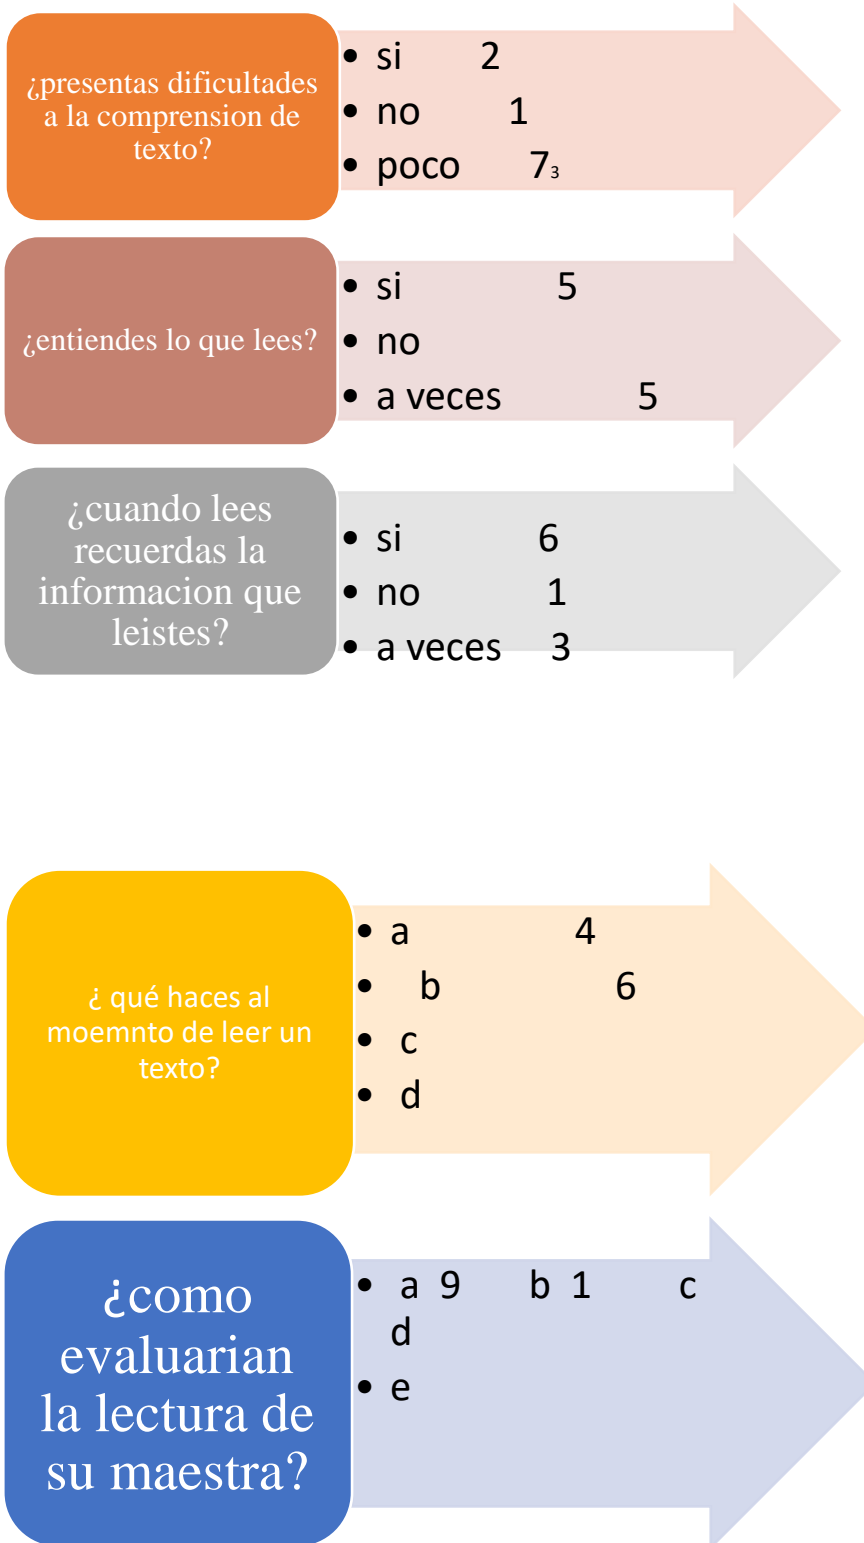 ¿presentas dificultades
a la comprension de
texto?
• si 2
• no 1
• poco 7₃
¿entiendes lo que lees?
• si 5
• no
• a veces 5
¿cuando lees
recuerdas la
informacion que
leistes?
• si 6
• no 1
• a veces 3
¿ qué haces al
moemnto de leer un
texto?
• a 4
• b 6
• c
• d
¿como
evaluarian
la lectura de
su maestra?
• a 9 b 1 c
d
• e